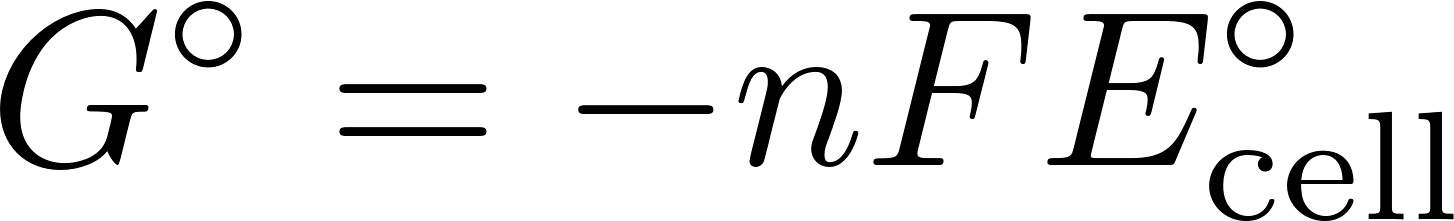 G° = −nFE°cell